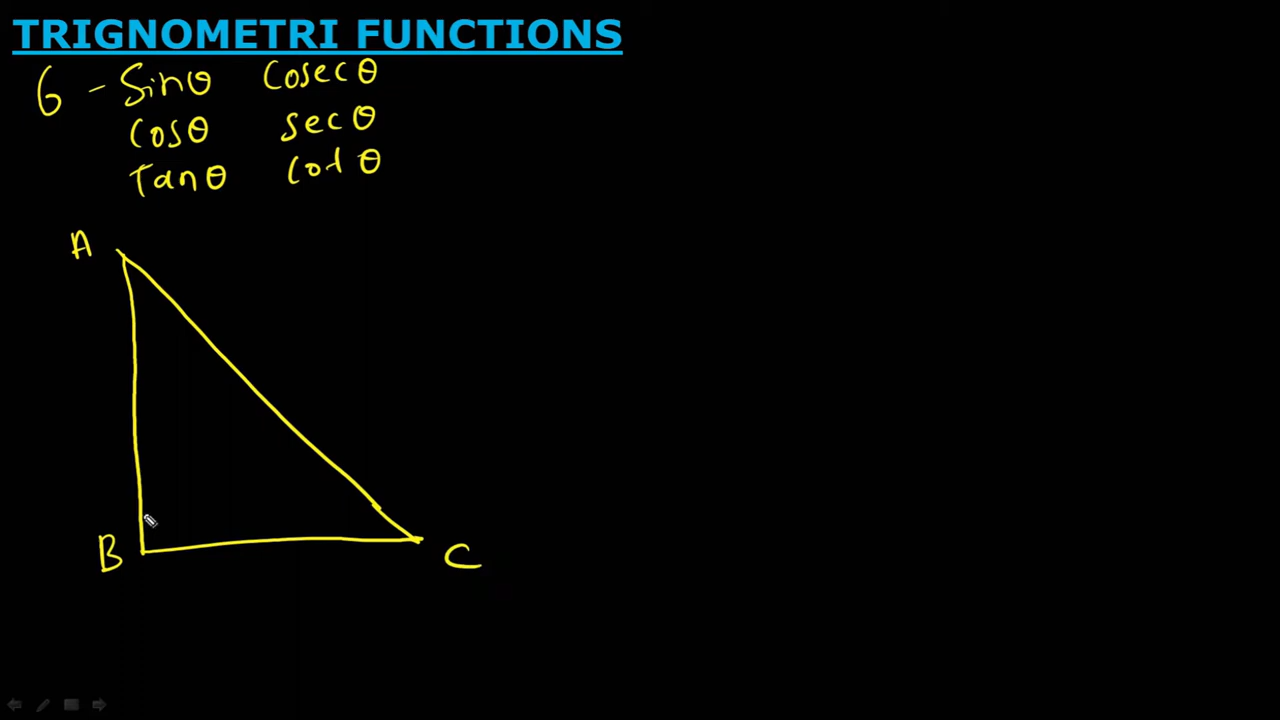 TRIGNOMETRI FUNCTIONS
6 - Sinθ Cosecθ
Cosθ secθ
Tanθ Cotθ
A
B
C